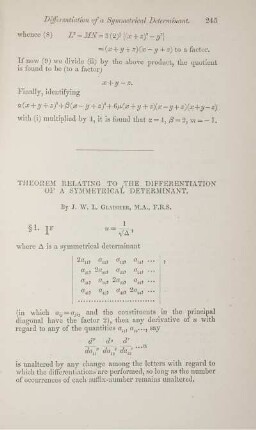 Differentiation of a Symmetrical Determinant. 245
whence (8) L² − MN = 3(2)³ {(x+z)² − y²}
=(x+y+z)(x−y+z) to a factor.
If now (9) we divide (ii) by the above product, the quotient
is found to be (to a factor)
x+y−z.
Finally, identifying
α(x+y+z)³+β(x−y+z)³+6μ(x+y+z)(x−y+z)(x+y−z)
with (i) multiplied by 4, it is found that α=4, β=2, m=−1.
THEOREM RELATING TO THE DIFFERENTIATION
OF A SYMMETRICAL DETERMINANT.
By J. W. L. Glaisher, M.A., F.R.S.
§ 1. If u = 1/√Δ,
where Δ is a symmetrical determinant
(in which and the constituents in the principal
diagonal have the factor 2), then any derivative of u with
regard to any of the quantities say
is unaltered by any change among the letters with regard to
which the differentiations are performed, so long as the number
of occurrences of each suffix-number remains unaltered.